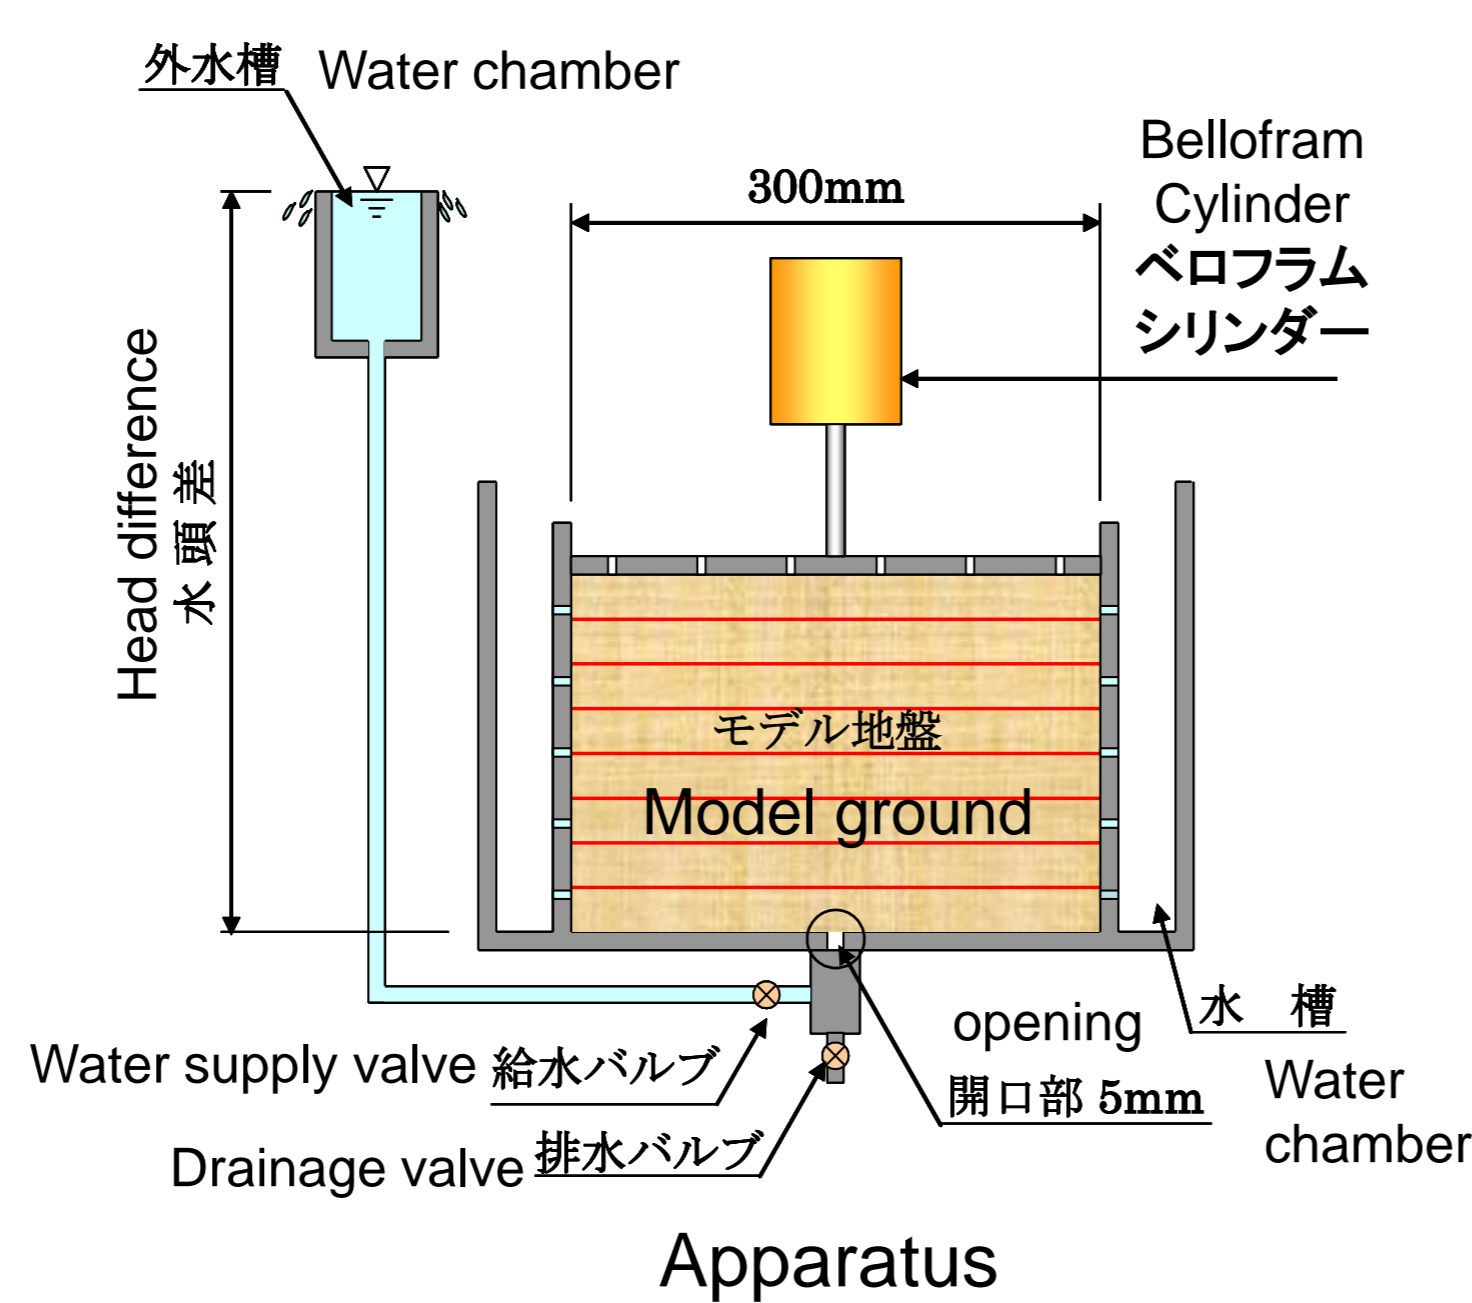 外水槽 Water chamber
Bellofram
Cylinder
ベロフラム
シリンダー
300mm
Head difference
水頭差
モデル地盤
Model ground
水 槽
Water
chamber
opening
開口部 5mm
Water supply valve 給水バルブ
Drainage valve 排水バルブ
Apparatus